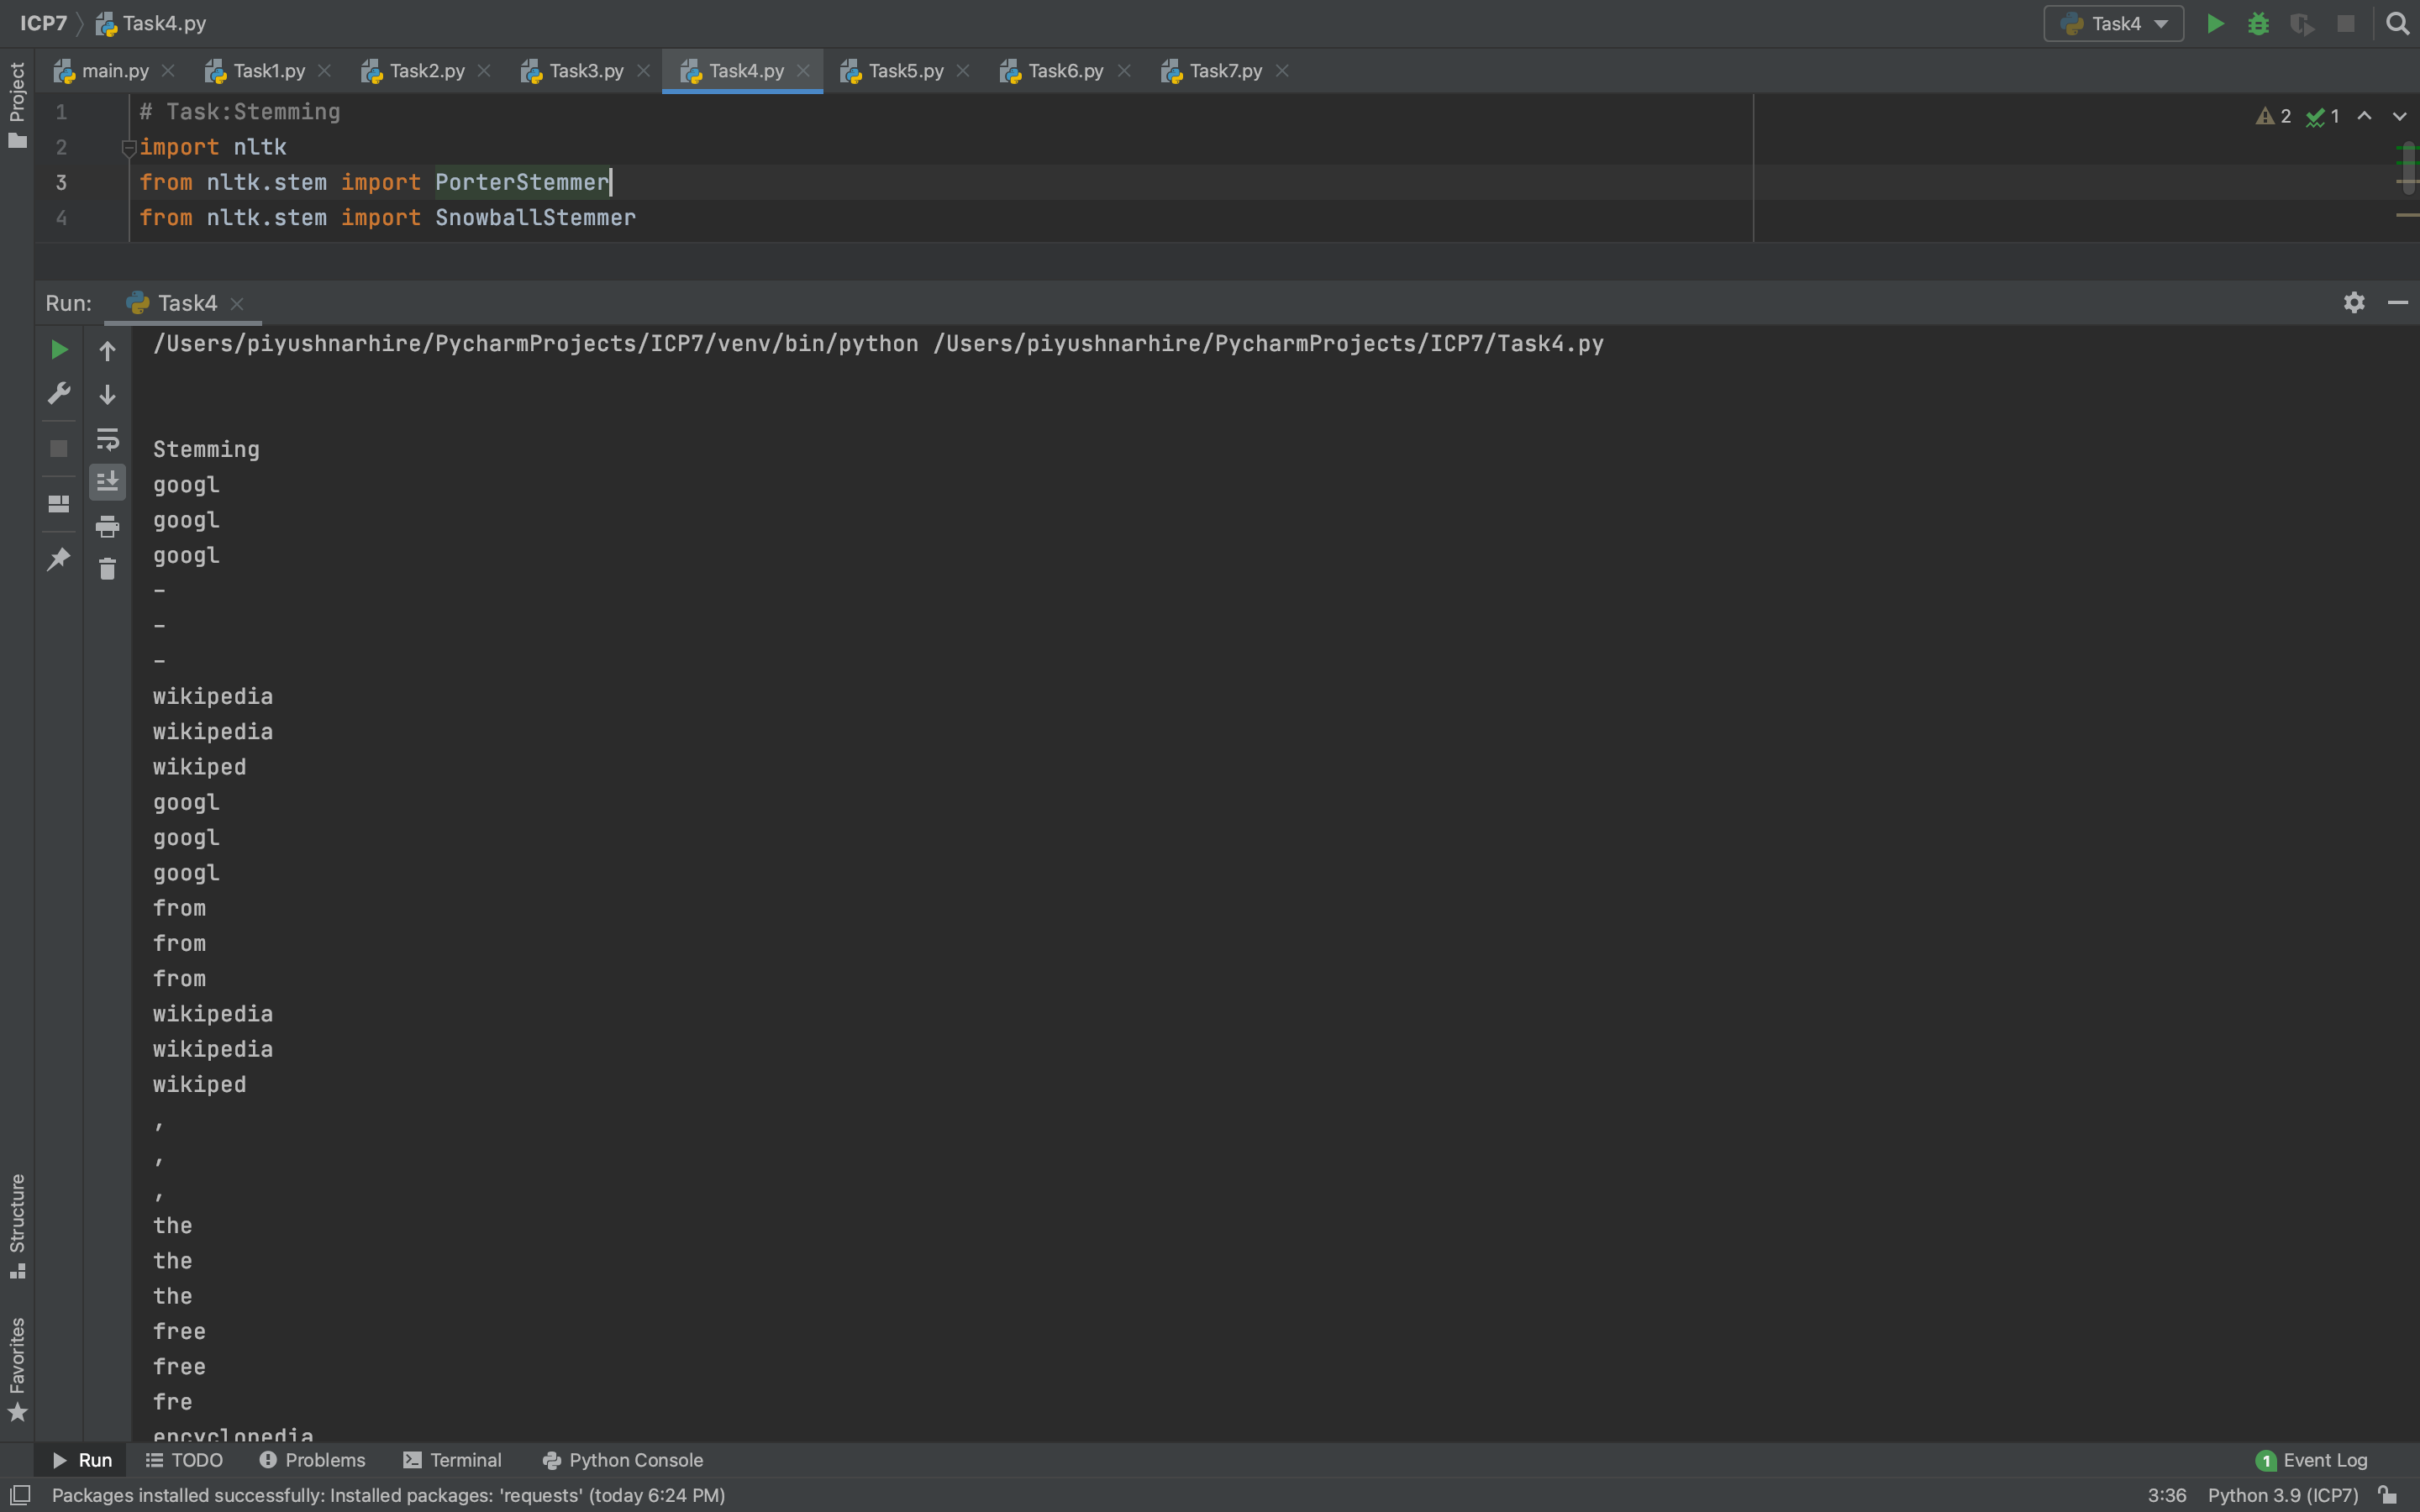 ICP7 Task4.py Task4
main.py Task1.py Task2.py Task3.py Task4.py Task5.py Task6.py Task7.py
Project
1 # Task:Stemming 2 1
2 import nltk
3 from nltk.stem import PorterStemmer
4 from nltk.stem import SnowballStemmer
Run: Task4
/Users/piyushnarhire/PycharmProjects/ICP7/venv/bin/python /Users/piyushnarhire/PycharmProjects/ICP7/Task4.py
Stemming
googl
googl
googl
-
-
-
wikipedia
wikipedia
wikiped
googl
googl
googl
from
from
from
wikipedia
wikipedia
wikiped
,
,
,
the
the
the
free
free
fre
encyclopedia
Structure
Favorites
Run TODO Problems Terminal Python Console 1 Event Log
Packages installed successfully: Installed packages: 'requests' (today 6:24 PM) 3:36 Python 3.9 (ICP7)